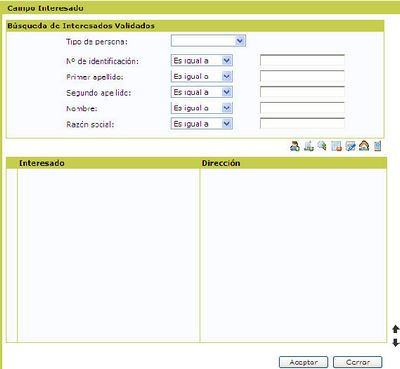 Campo Interesado
Búsqueda de Interesados Validados
Tipo de persona:
Nº de identificación: Es igual a
Primer apellido: Es igual a
Segundo apellido: Es igual a
Nombre: Es igual a
Razón social: Es igual a
Interesado Dirección
Aceptar Cerrar